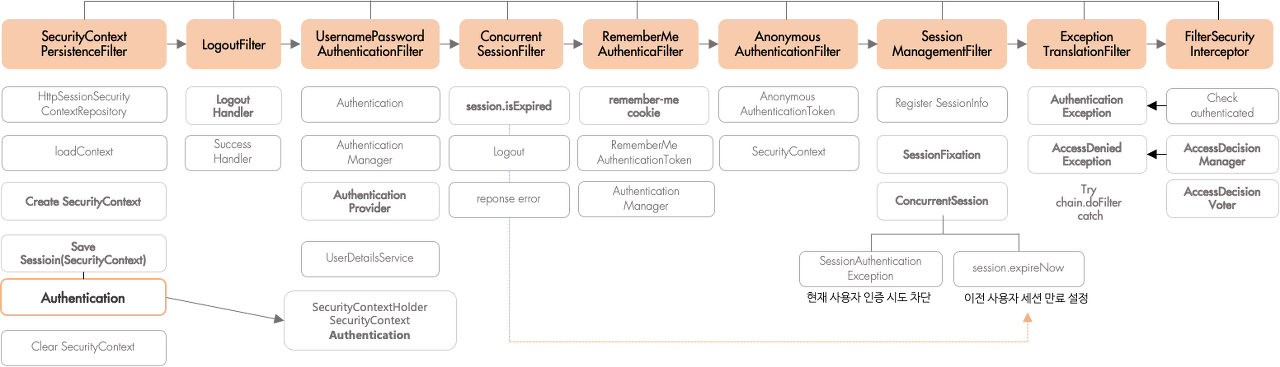 SecurityContext
PersistenceFilter
LogoutFilter
UsernamePassword
AuthenticationFilter
Concurrent
SessionFilter
RememberMe
AuthenticaFilter
Anonymous
AuthenticationFilter
Session
ManagementFilter
Exception
TranslationFilter
FilterSecurity
Interceptor
HttpSessionSecurity
ContextRepository
loadContext
Create SecurityContext
Save
Sessioin(SecurityContext)
Authentication
Clear SecurityContext
Logout
Handler
Success
Handler
Authentication
Authentication
Manager
Authentication
Provider
UserDetailsService
SecurityContextHolder
SecurityContext
Authentication
session.isExpired
Logout
reponse error
remember-me
cookie
RememberMe
AuthenticationToken
Authentication
Manager
Anonymous
AuthenticationToken
SecurityContext
Register SessionInfo
SessionFixation
ConcurrentSession
SessionAuthentication
Exception
현재 사용자 인증 시도 차단
session.expireNow
이전 사용자 세션 만료 설정
Authentication
Exception
AccessDenied
Exception
Try
chain.doFilter
catch
Check
authenticated
AccessDecision
Manager
AccessDecision
Voter